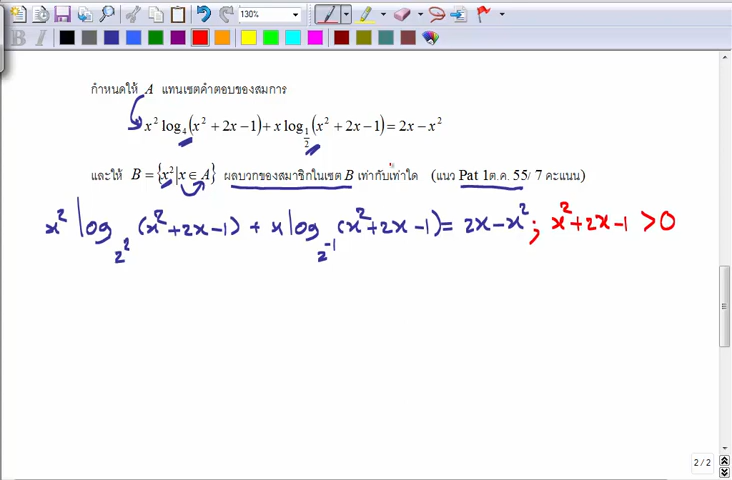 130%
B I
กำหนดให้ A แทนเซตคำตอบของสมการ
x² log₄(x² + 2x − 1) + x log_{1/2}(x² + 2x − 1) = 2x − x²
และให้ B = {x² | x ∈ A} ผลบวกของสมาชิกในเซต B เท่ากับเท่าใด (แนว Pat 1ต.ค. 55/ 7 คะแนน)
x² log_{2²} (x²+2x−1) + x log_{2⁻¹} (x²+2x−1) = 2x − x² ; x²+2x−1 > 0
2 / 2